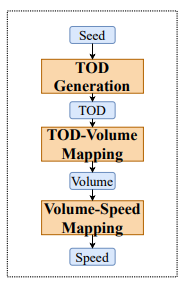 Seed
TOD
Generation
TOD
TOD-Volume
Mapping
Volume
Volume-Speed
Mapping
Speed